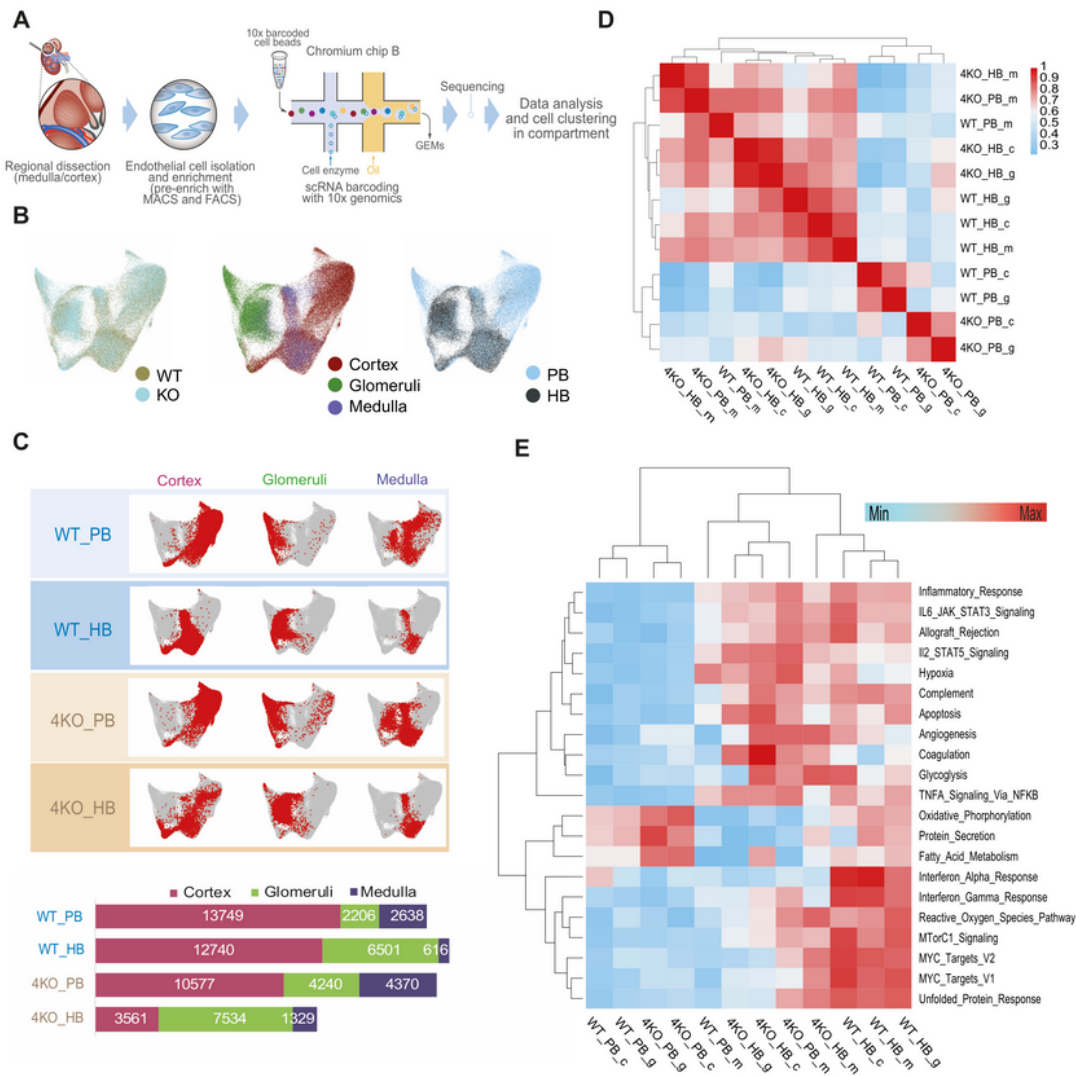 A
10x barcoded
cell beads
Chromium chip B
Sequencing
Data analysis
and cell clustering
in compartment
GEMs
Cell enzyme
Oil
Regional dissection
(medulla/cortex)
Endothelial cell isolation
and enrichment
(pre-enrich with
MACS and FACS)
scRNA barcoding
with 10x genomics
B
WT
KO
Cortex
Glomeruli
Medulla
PB
HB
C
Cortex
Glomeruli
Medulla
WT_PB
WT_HB
4KO_PB
4KO_HB
Cortex
Glomeruli
Medulla
WT_PB
13749
2206
2638
WT_HB
12740
6501
616
4KO_PB
10577
4240
4370
4KO_HB
3561
7534
1329
D
4KO_HB_m
4KO_PB_m
WT_PB_m
4KO_HB_c
4KO_HB_g
WT_HB_g
WT_HB_c
WT_HB_m
WT_PB_c
WT_PB_g
4KO_PB_c
4KO_PB_g
1
0.9
0.8
0.7
0.6
0.5
0.4
0.3
4KO_HB_m
4KO_PB_m
WT_PB_m
4KO_HB_c
4KO_HB_g
WT_HB_g
WT_HB_c
WT_HB_m
WT_PB_c
WT_PB_g
4KO_PB_c
4KO_PB_g
E
Min
Max
Inflammatory_Response
IL6_JAK_STAT3_Signaling
Allograft_Rejection
Il2_STAT5_Signaling
Hypoxia
Complement
Apoptosis
Angiogenesis
Coagulation
Glycoglysis
TNFA_Signaling_Via_NFKB
Oxidative_Phorphorylation
Protein_Secretion
Fatty_Acid_Metabolism
Interferon_Alpha_Response
Interferon_Gamma_Response
Reactive_Oxygen_Species_Pathway
MTorC1_Signaling
MYC_Targets_V2
MYC_Targets_V1
Unfolded_Protein_Response
WT_PB_c
WT_PB_g
4KO_PB_g
4KO_PB_c
WT_PB_m
4KO_HB_g
4KO_HB_c
4KO_PB_m
4KO_HB_m
WT_HB_c
WT_HB_m
WT_HB_g